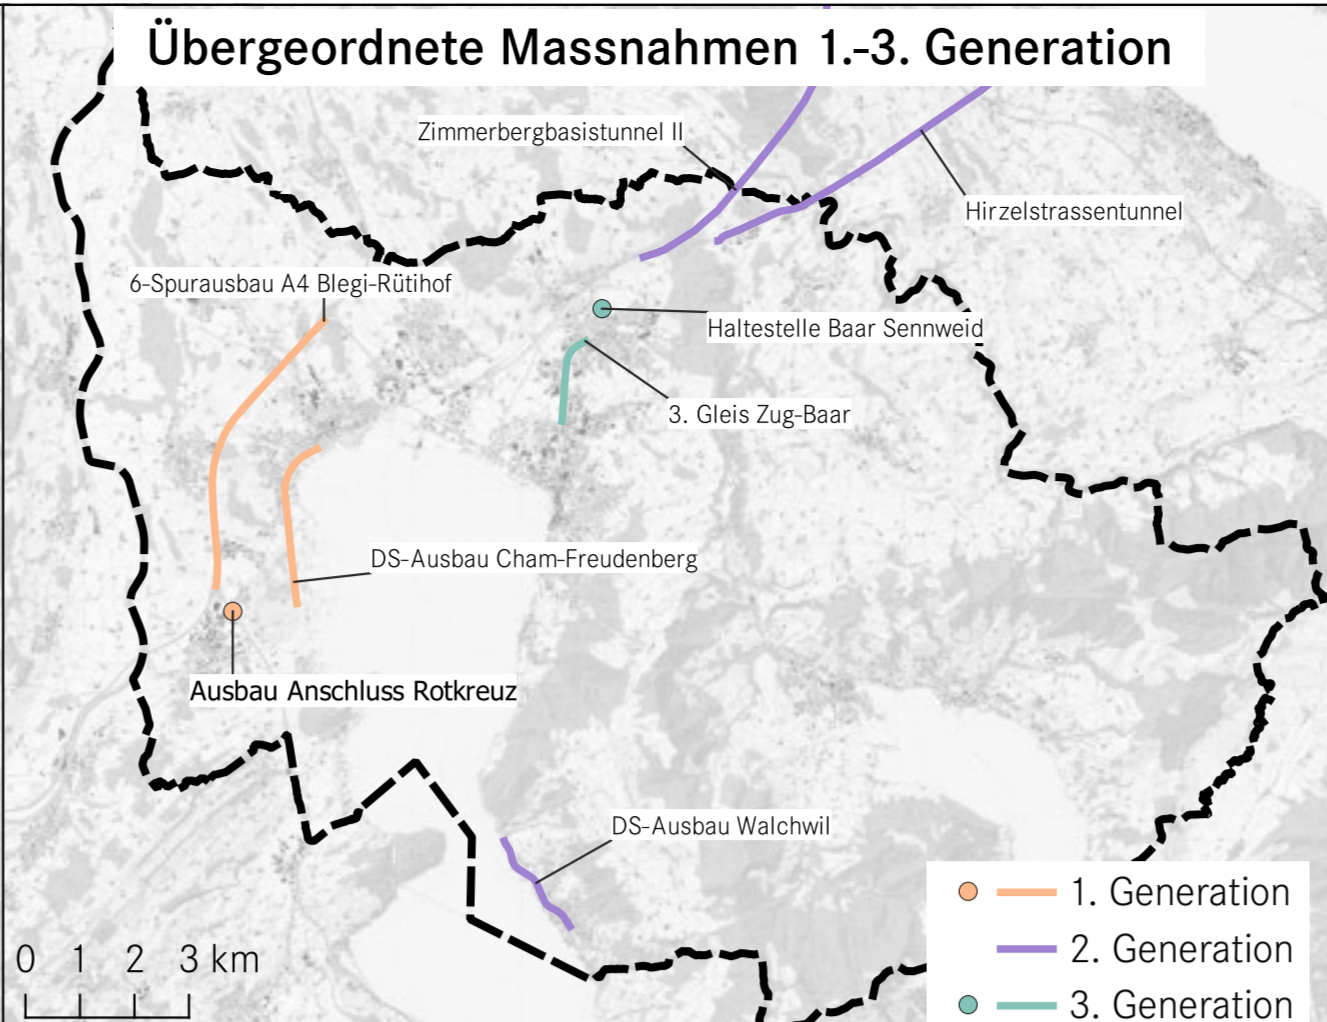 Übergeordnete Massnahmen 1.-3. Generation
Zimmerbergbasistunnel II
Hirzelstrassentunnel
6-Spurausbau A4 Blegi-Rütihof
Haltestelle Baar Sennweid
3. Gleis Zug-Baar
DS-Ausbau Cham-Freudenberg
Ausbau Anschluss Rotkreuz
DS-Ausbau Walchwil
1. Generation
2. Generation
3. Generation
0 1 2 3 km